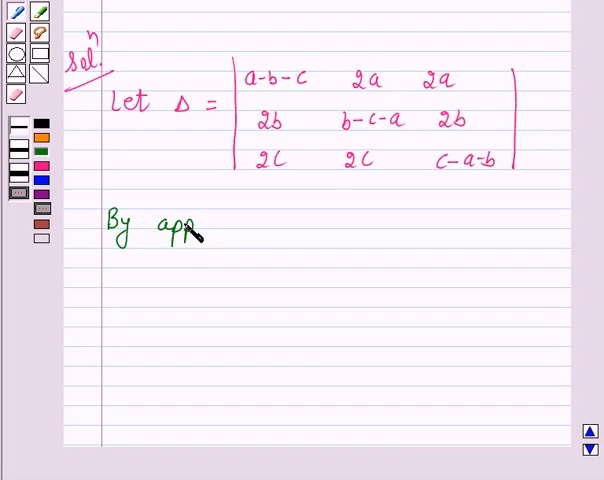 solⁿ.
Let Δ = | a-b-c 2a 2a |
| 2b b-c-a 2b |
| 2c 2c c-a-b |
By app